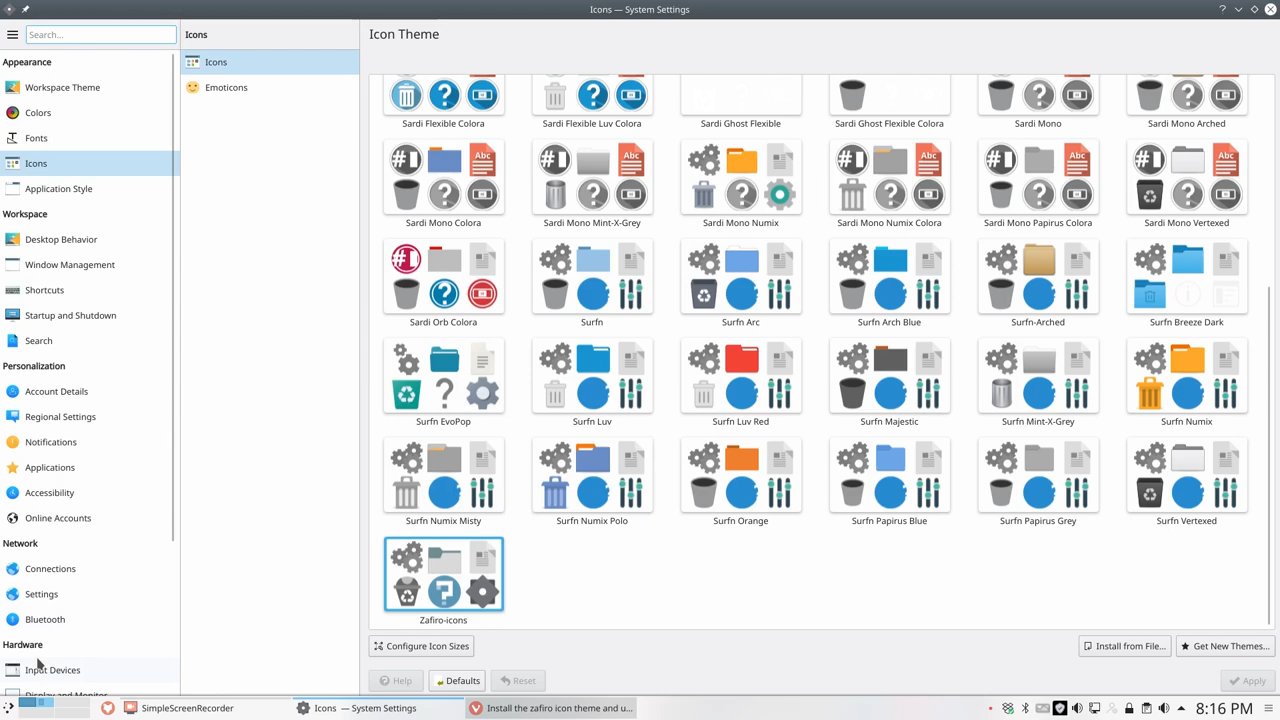 Icons — System Settings
Search...
Appearance
Workspace Theme
Colors
Fonts
Icons
Application Style
Workspace
Desktop Behavior
Window Management
Shortcuts
Startup and Shutdown
Search
Personalization
Account Details
Regional Settings
Notifications
Applications
Accessibility
Online Accounts
Network
Connections
Settings
Bluetooth
Hardware
Input Devices
Display and Monitor
Icons
Icons
Emoticons
Icon Theme
Sardi Flexible Colora
Sardi Flexible Luv Colora
Sardi Ghost Flexible
Sardi Ghost Flexible Colora
Sardi Mono
Sardi Mono Arched
Sardi Mono Colora
Sardi Mono Mint-X-Grey
Sardi Mono Numix
Sardi Mono Numix Colora
Sardi Mono Papirus Colora
Sardi Mono Vertexed
Sardi Orb Colora
Surfn
Surfn Arc
Surfn Arch Blue
Surfn-Arched
Surfn Breeze Dark
Surfn EvoPop
Surfn Luv
Surfn Luv Red
Surfn Majestic
Surfn Mint-X-Grey
Surfn Numix
Surfn Numix Misty
Surfn Numix Polo
Surfn Orange
Surfn Papirus Blue
Surfn Papirus Grey
Surfn Vertexed
Zafiro-icons
Configure Icon Sizes
Install from File...
Get New Themes...
Help
Defaults
Reset
Apply
SimpleScreenRecorder
Icons — System Settings
Install the zafiro icon theme and u...
8:16 PM